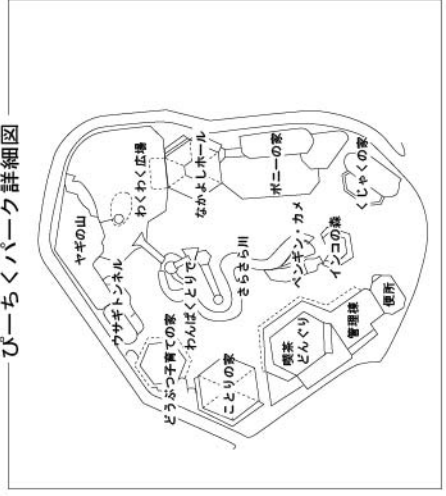 ぴーちくパーク詳細図
ヤギの山
わくわく広場
ウサギトンネル
なかよしホール
わんぱくとりで
どうぶつ子育ての家
さらさら川
ポニーの家
ことりの家
ペンギン・カメ
インコの森
くじゃくの家
喫茶
どんぐり
管理棟
便所